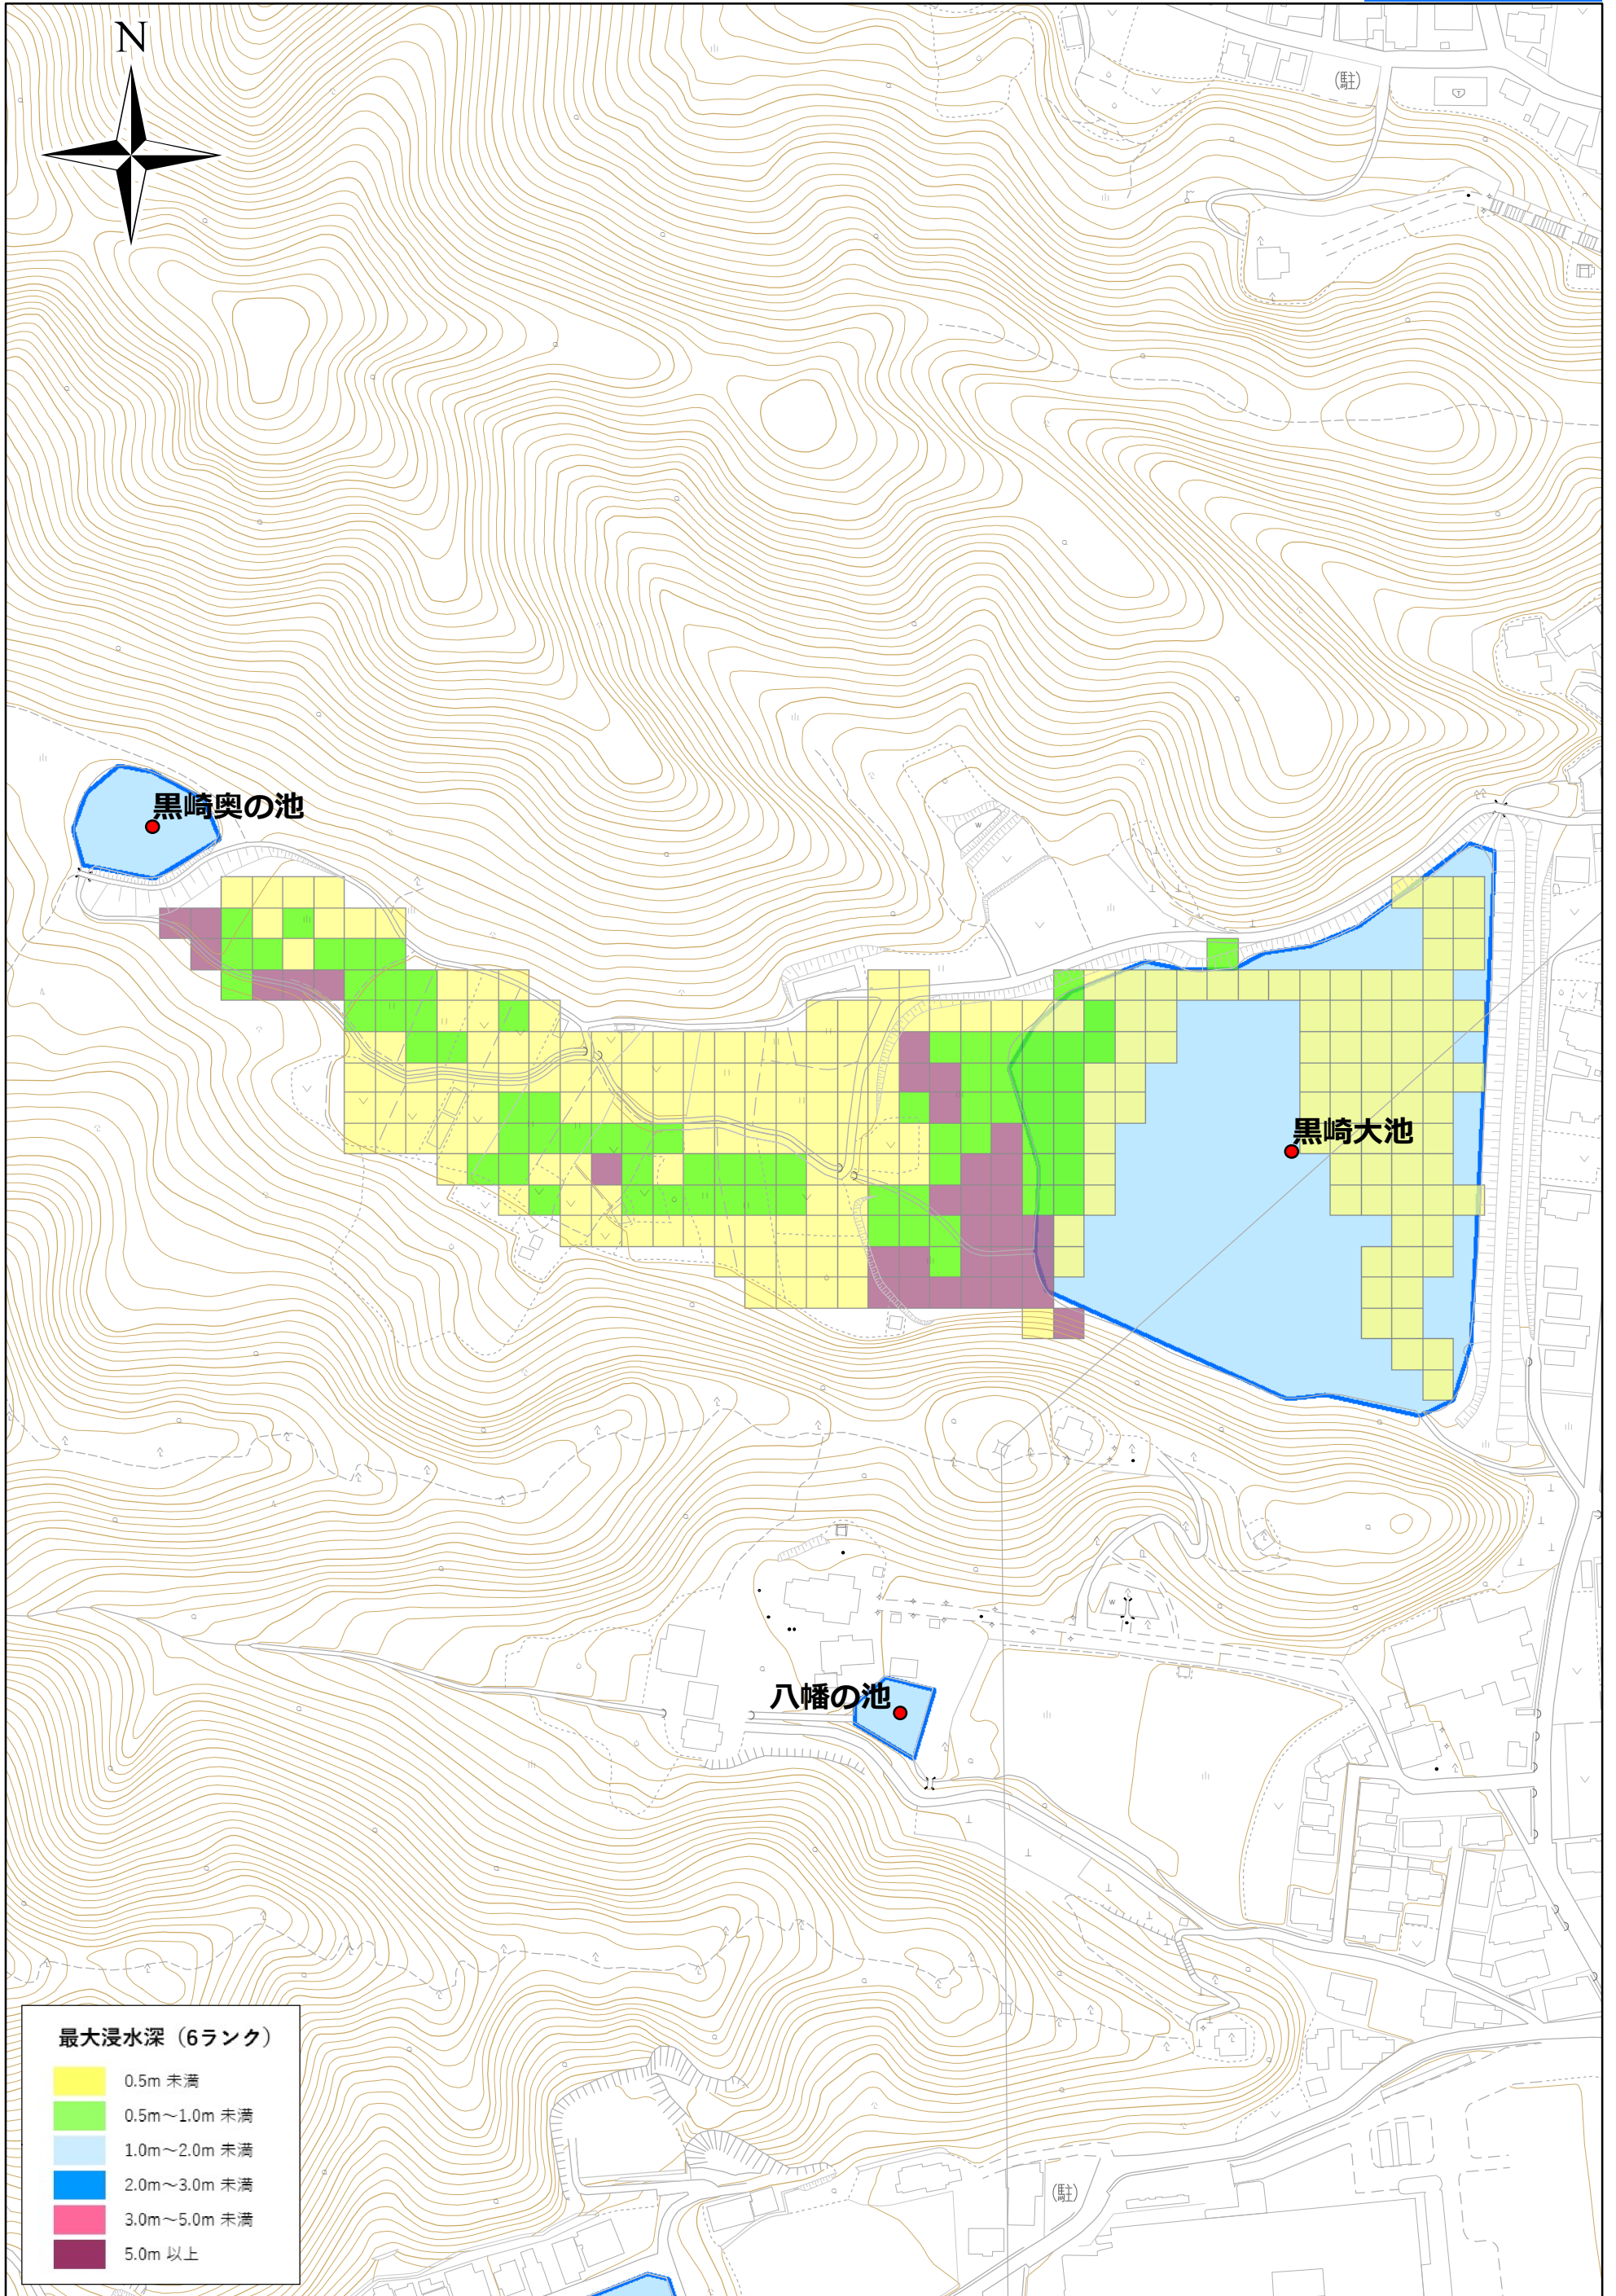 N
(駐)
黒崎奥の池
W
黒崎大池
W
八幡の池
(駐)
最大浸水深(6ランク)
0.5m 未満
0.5m~1.0m 未満
1.0m~2.0m 未満
2.0m~3.0m 未満
3.0m~5.0m 未満
5.0m 以上